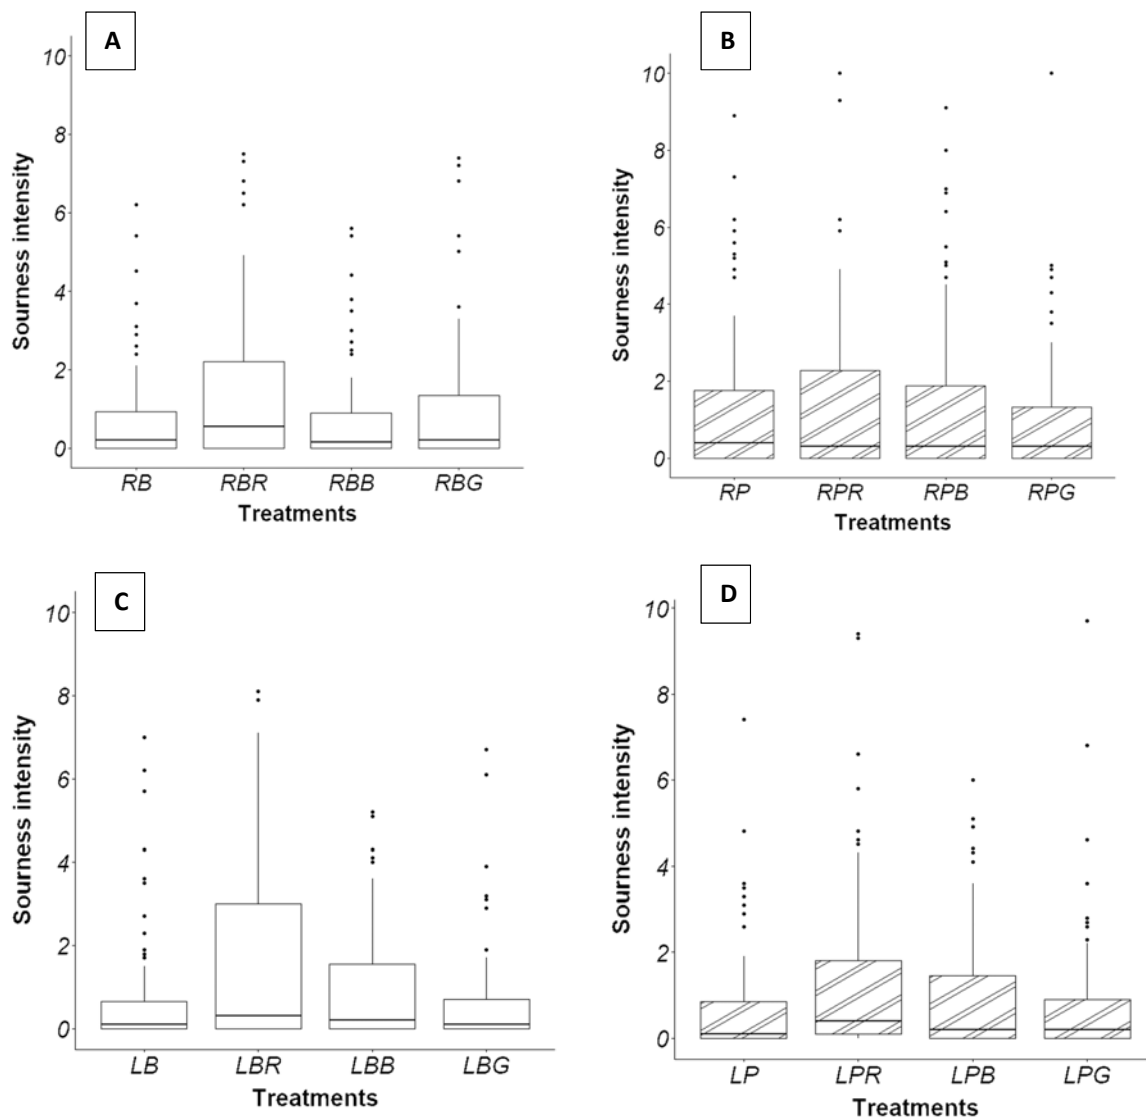 A
10
8
6
4
2
0
Sourness intensity
RB RBR RBB RBG
Treatments
B
10
8
6
4
2
0
Sourness intensity
RP RPR RPB RPG
Treatments
C
10
8
6
4
2
0
Sourness intensity
LB LBR LBB LBG
Treatments
D
10
8
6
4
2
0
Sourness intensity
LP LPR LPB LPG
Treatments